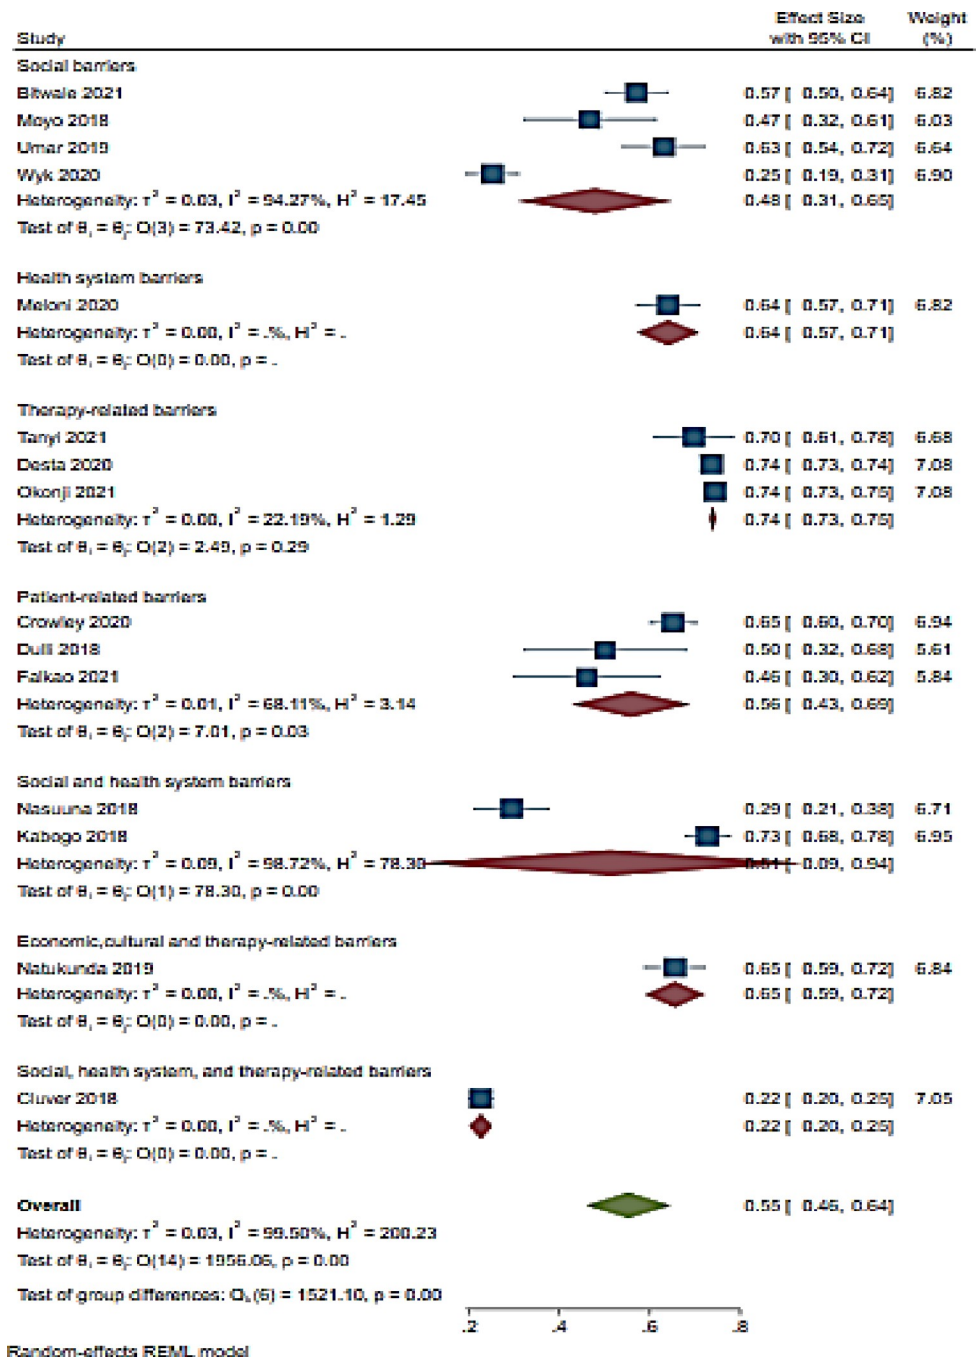 Effect Size Weight
Study with 95% CI (%)
Social barriers
Bitwale 2021 0.57 [ 0.50, 0.64] 6.82
Moyo 2018 0.47 [ 0.32, 0.61] 6.03
Umar 2019 0.63 [ 0.54, 0.72] 6.64
Wyk 2020 0.25 [ 0.19, 0.31] 6.90
Heterogeneity: τ² = 0.03, I² = 94.27%, H² = 17.45 0.48 [ 0.31, 0.65]
Test of θᵢ = θⱼ: Q(3) = 73.42, p = 0.00
Health system barriers
Meloni 2020 0.64 [ 0.57, 0.71] 6.82
Heterogeneity: τ² = 0.00, I² = .%, H² = . 0.64 [ 0.57, 0.71]
Test of θᵢ = θⱼ: Q(0) = 0.00, p = .
Therapy-related barriers
Tanyi 2021 0.70 [ 0.61, 0.78] 6.68
Desta 2020 0.74 [ 0.73, 0.74] 7.08
Okonji 2021 0.74 [ 0.73, 0.75] 7.08
Heterogeneity: τ² = 0.00, I² = 22.19%, H² = 1.29 0.74 [ 0.73, 0.75]
Test of θᵢ = θⱼ: Q(2) = 2.49, p = 0.29
Patient-related barriers
Crowley 2020 0.65 [ 0.60, 0.70] 6.94
Dulli 2018 0.50 [ 0.32, 0.68] 5.61
Falkao 2021 0.46 [ 0.30, 0.62] 5.84
Heterogeneity: τ² = 0.01, I² = 68.11%, H² = 3.14 0.56 [ 0.43, 0.69]
Test of θᵢ = θⱼ: Q(2) = 7.01, p = 0.03
Social and health system barriers
Nasuuna 2018 0.29 [ 0.21, 0.38] 6.71
Kabogo 2018 0.73 [ 0.68, 0.78] 6.95
Heterogeneity: τ² = 0.09, I² = 98.72%, H² = 78.30 0.51 [ 0.09, 0.94]
Test of θᵢ = θⱼ: Q(1) = 78.30, p = 0.00
Economic,cultural and therapy-related barriers
Natukunda 2019 0.65 [ 0.59, 0.72] 6.84
Heterogeneity: τ² = 0.00, I² = .%, H² = . 0.65 [ 0.59, 0.72]
Test of θᵢ = θⱼ: Q(0) = 0.00, p = .
Social, health system, and therapy-related barriers
Cluver 2018 0.22 [ 0.20, 0.25] 7.05
Heterogeneity: τ² = 0.00, I² = .%, H² = . 0.22 [ 0.20, 0.25]
Test of θᵢ = θⱼ: Q(0) = 0.00, p = .
Overall 0.55 [ 0.46, 0.64]
Heterogeneity: τ² = 0.03, I² = 99.50%, H² = 200.23
Test of θᵢ = θⱼ: Q(14) = 1956.06, p = 0.00
Test of group differences: Q_b(6) = 1521.10, p = 0.00
.2 .4 .6 .8
Random-effects REML model